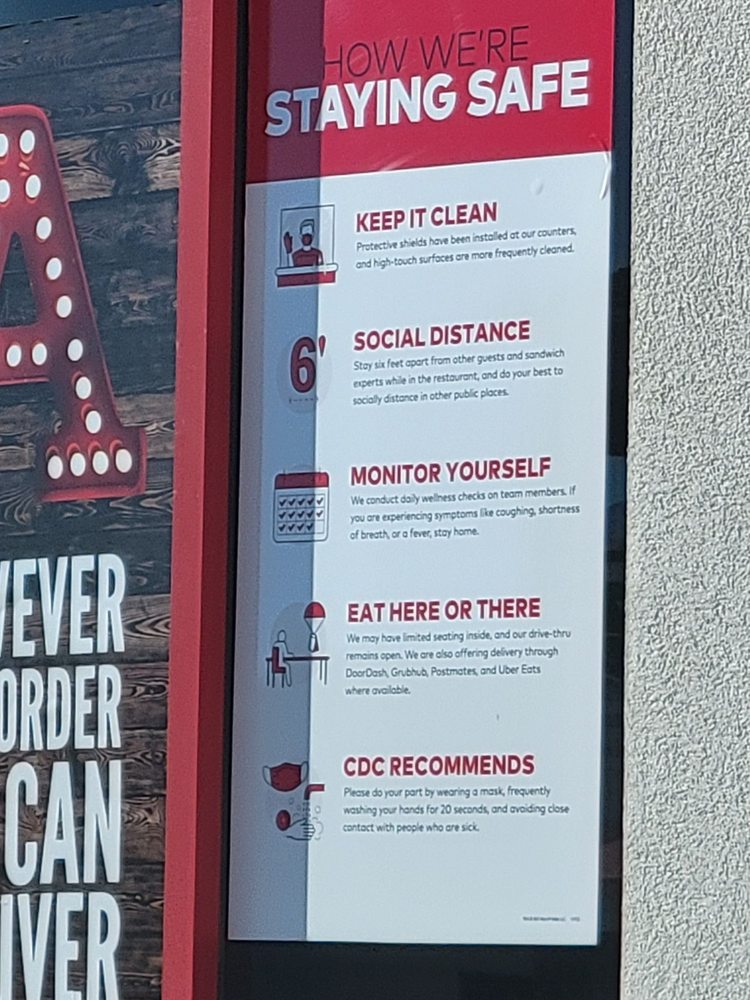 A
VEVER
ORDER
CAN
IVER
HOW WE'RE
STAYING SAFE
KEEP IT CLEAN
Protective shields have been installed at our counters,
and high-touch surfaces are more frequently cleaned.
6'
SOCIAL DISTANCE
Stay six feet apart from other guests and sandwich
experts while in the restaurant, and do your best to
socially distance in other public places.
MONITOR YOURSELF
We conduct daily wellness checks on team members. If
you are experiencing symptoms like coughing, shortness
of breath, or a fever, stay home.
EAT HERE OR THERE
We may have limited seating inside, and our drive-thru
remains open. We are also offering delivery through
DoorDash, Grubhub, Postmates, and Uber Eats
where available.
CDC RECOMMENDS
Please do your part by wearing a mask, frequently
washing your hands for 20 seconds, and avoiding close
contact with people who are sick.